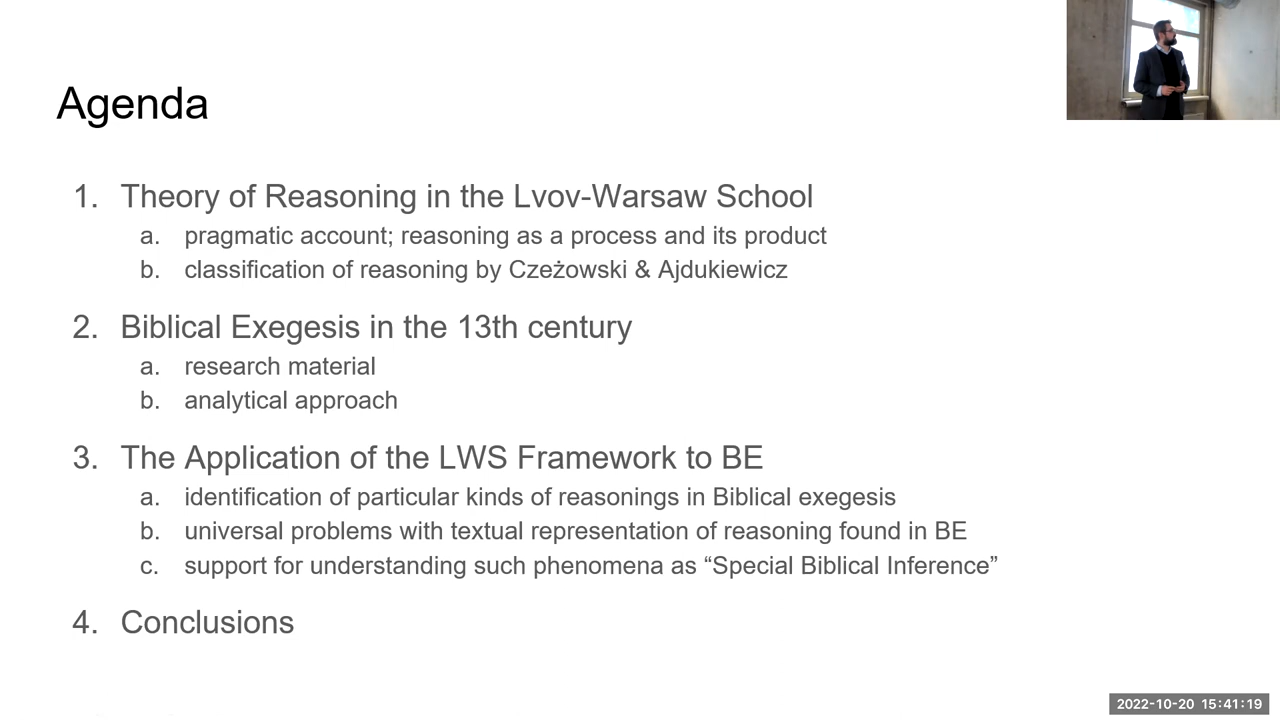 Agenda
1. Theory of Reasoning in the Lvov-Warsaw School
a. pragmatic account; reasoning as a process and its product
b. classification of reasoning by Czeżowski & Ajdukiewicz
2. Biblical Exegesis in the 13th century
a. research material
b. analytical approach
3. The Application of the LWS Framework to BE
a. identification of particular kinds of reasonings in Biblical exegesis
b. universal problems with textual representation of reasoning found in BE
c. support for understanding such phenomena as “Special Biblical Inference”
4. Conclusions
2022-10-20 15:41:19